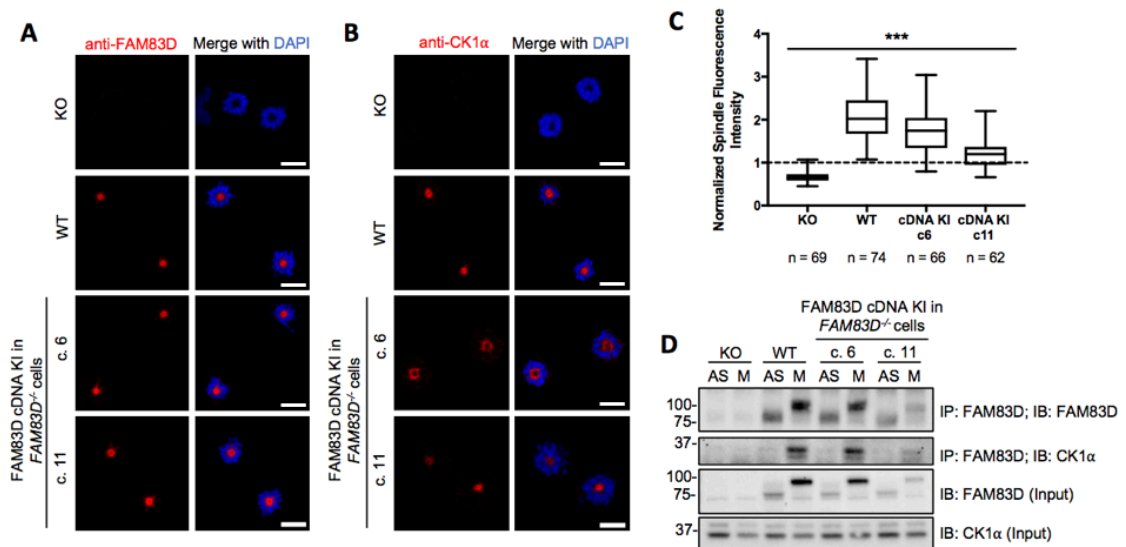 A
anti-FAM83D
Merge with DAPI
KO
WT
FAM83D cDNA KI in
FAM83D-/- cells
c. 6
c. 11
B
anti-CK1α
Merge with DAPI
KO
WT
FAM83D cDNA KI in
FAM83D-/- cells
c. 6
c. 11
C
***
Normalized Spindle Fluorescence
Intensity
4
3
2
1
0
KO
WT
cDNA KI
c6
cDNA KI
c11
n = 69
n = 74
n = 66
n = 62
FAM83D cDNA KI in
FAM83D-/- cells
D
KO
WT
c. 6
c. 11
AS M AS M AS M AS M
100-
75-
IP: FAM83D; IB: FAM83D
37-
IP: FAM83D; IB: CK1α
100-
75-
IB: FAM83D (Input)
37-
IB: CK1α (Input)